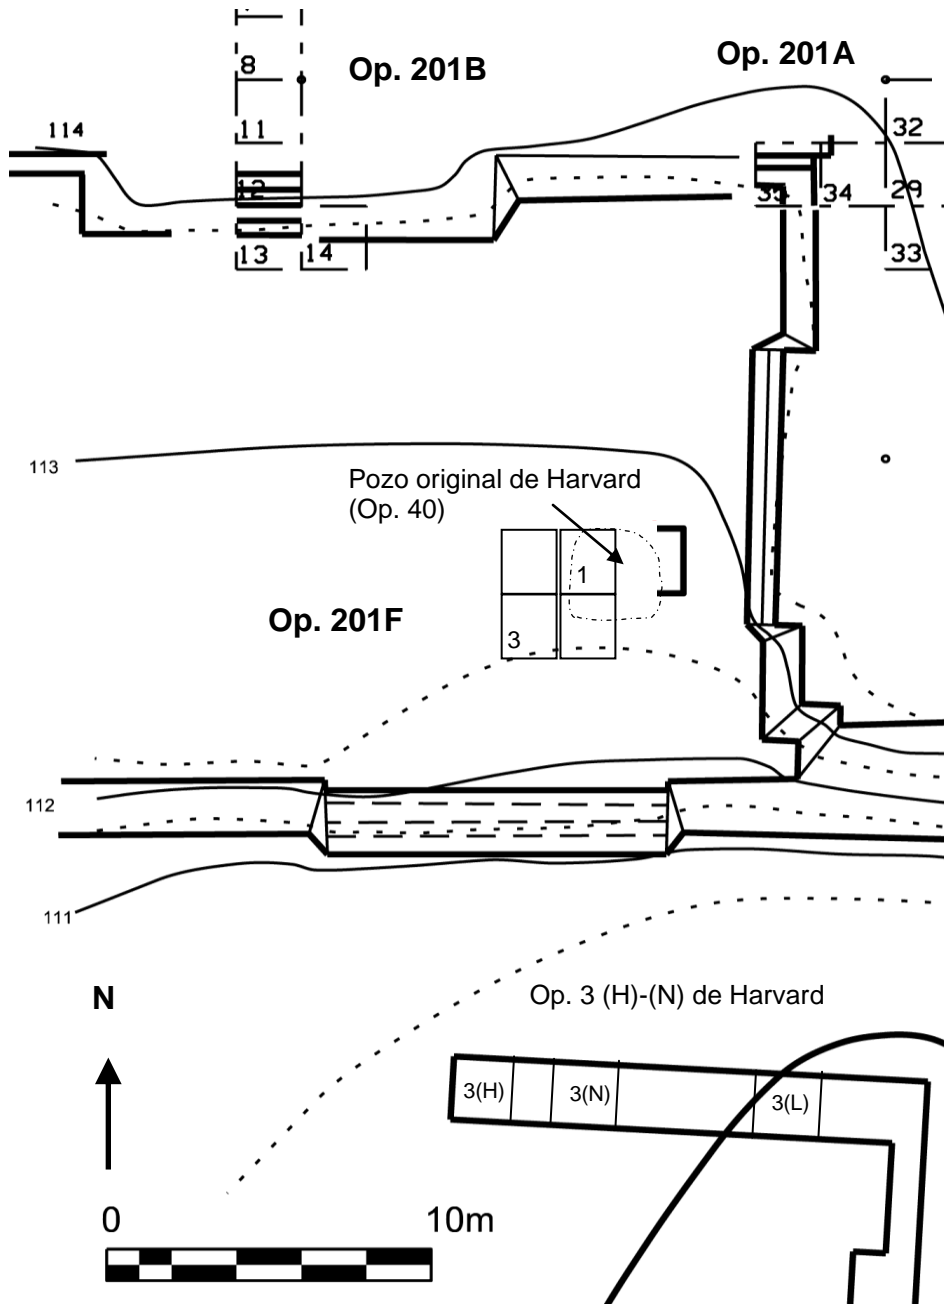 Op. 201B
Op. 201A
8
114
11
32
12
35
34
29
13
14
33
113
Pozo original de Harvard
(Op. 40)
1
Op. 201F
3
112
111
N
Op. 3 (H)-(N) de Harvard
3(H)
3(N)
3(L)
0
10m